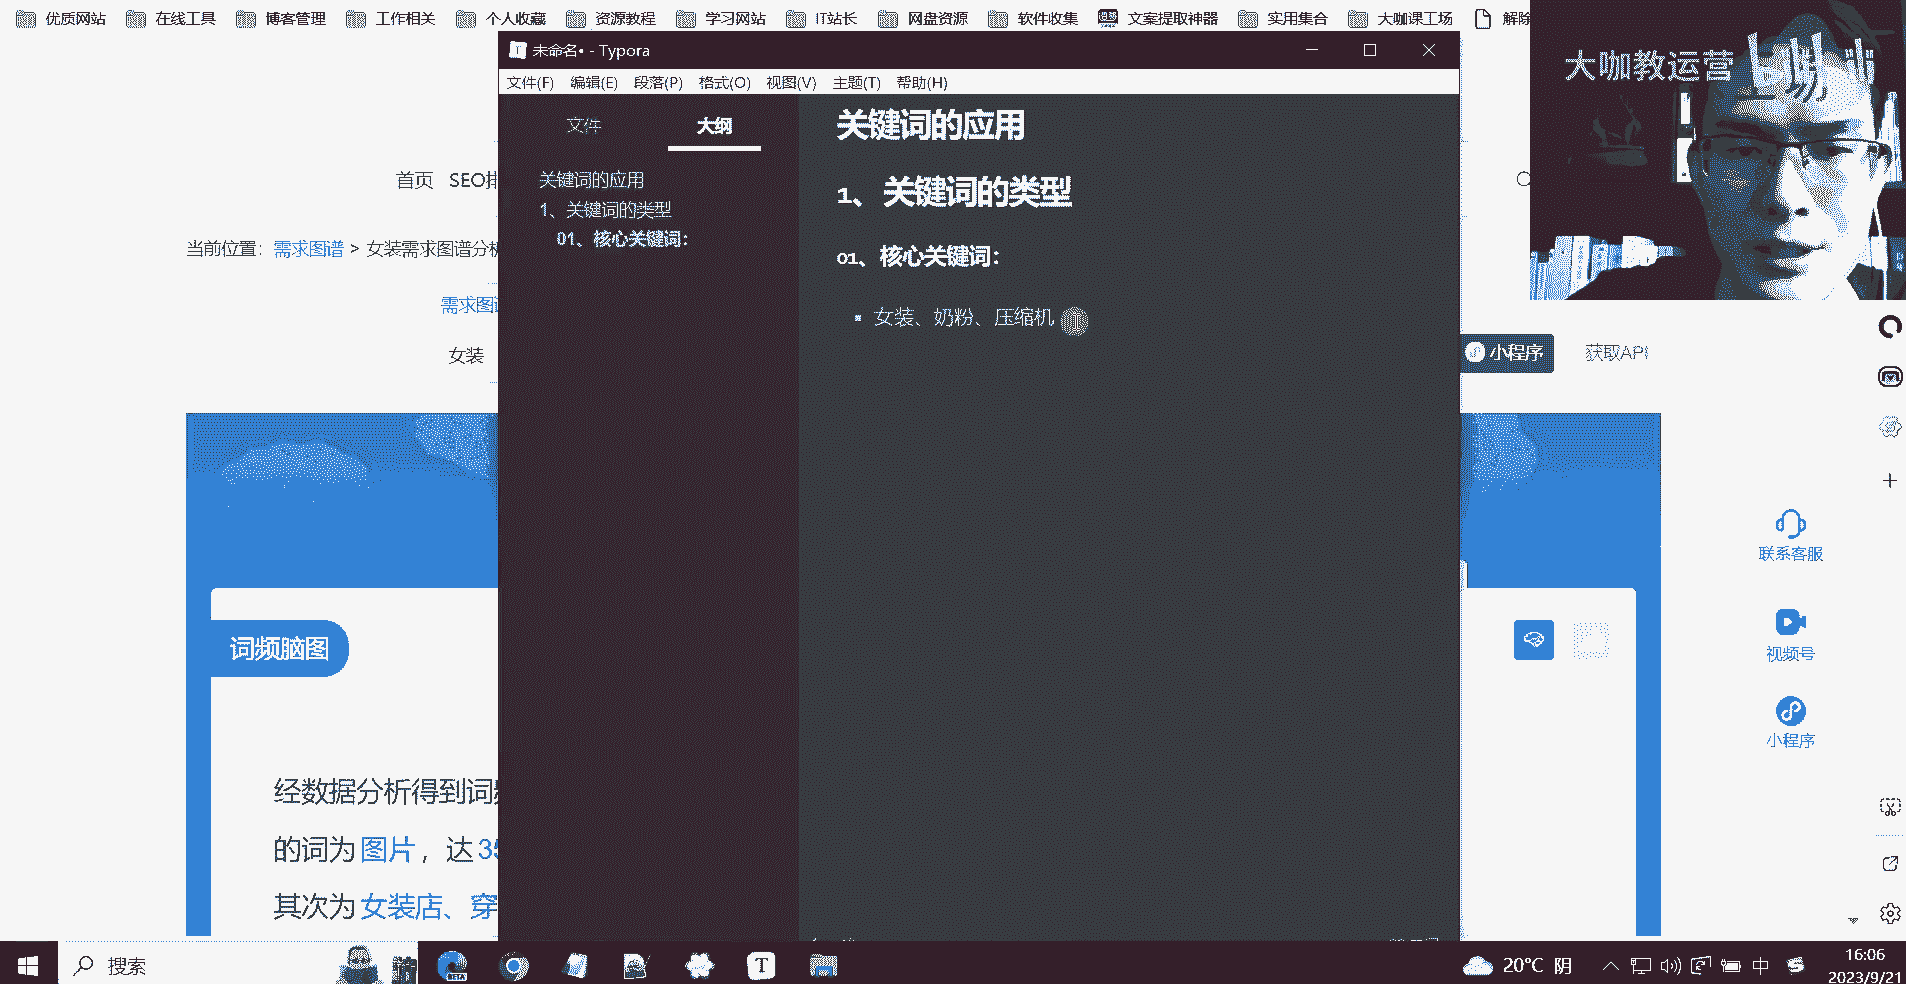 优质网站 在线工具 博客管理 工作相关 个人收藏 资源教程 学习网站 IT站长 网盘资源 软件收集 文案提取神器 实用集合 大咖课工场 解除
大咖教运营
未命名• - Typora
文件(F) 编辑(E) 段落(P) 格式(O) 视图(V) 主题(T) 帮助(H)
文件 大纲
关键词的应用
1、关键词的类型
01、核心关键词：
关键词的应用
1、关键词的类型
01、核心关键词：
女装、奶粉、压缩机
首页 SEO
当前位置：需求图谱 > 女装需求图谱分析
需求图
女装
小程序 获取API
词频脑图
经数据分析得到词
的词为图片，达35
其次为女装店、穿
联系客服
视频号
小程序
搜索
BETA
T
20°C 阴
中
16:06
2023/9/21